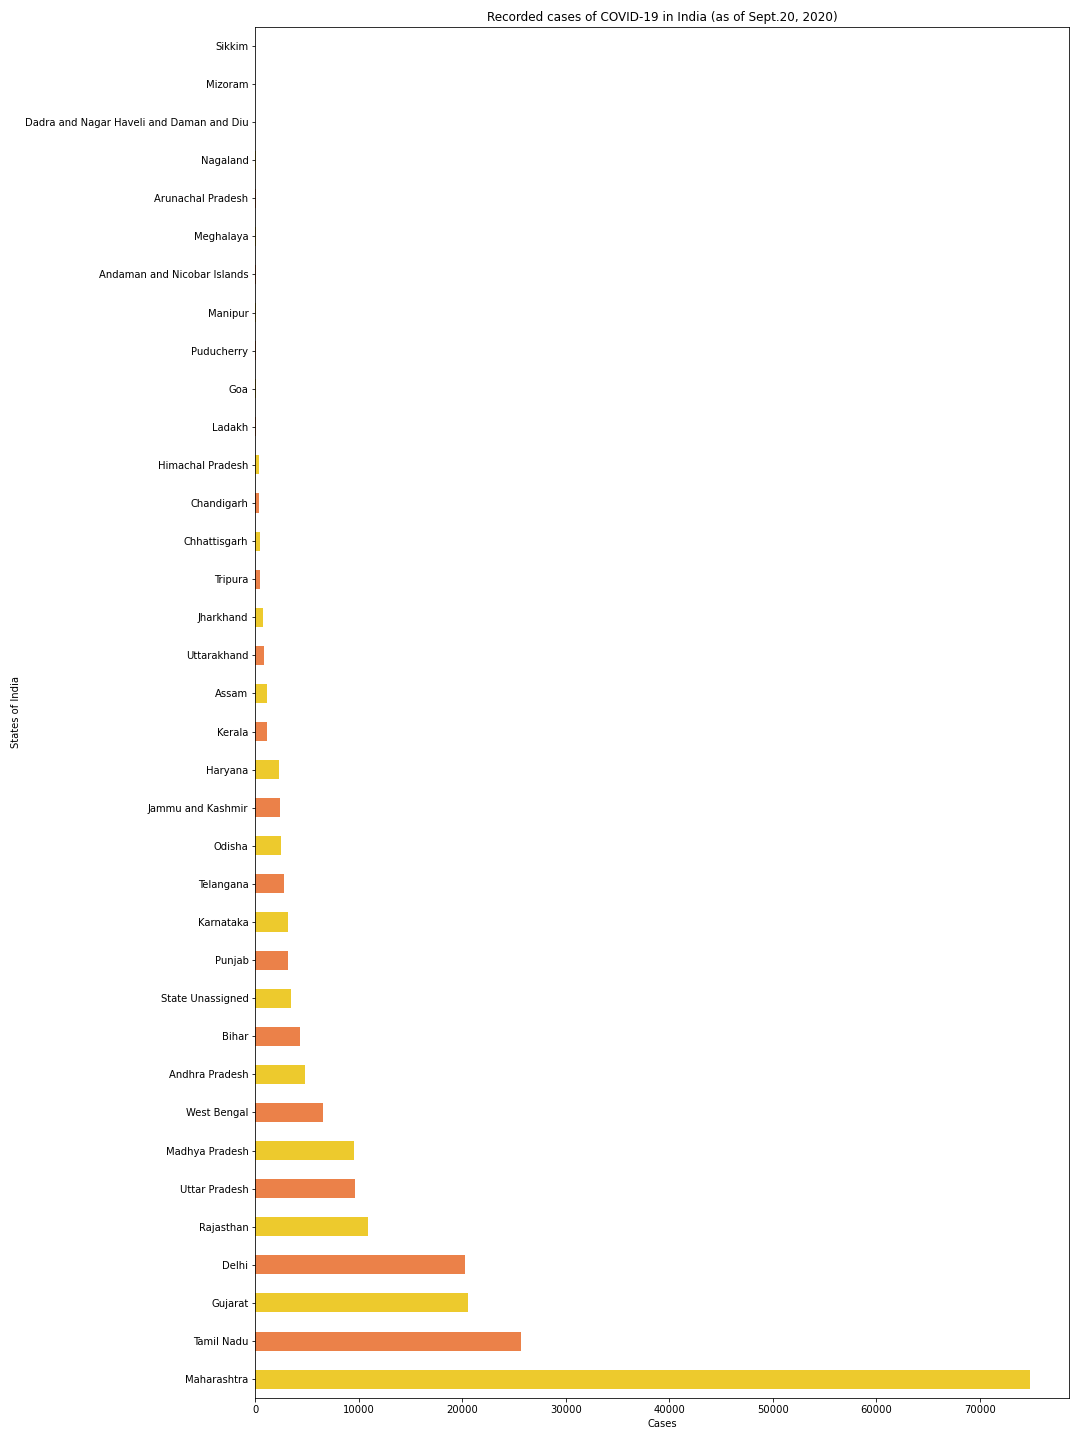 Recorded cases of COVID-19 in India (as of Sept.20, 2020)
Sikkim
Mizoram
Dadra and Nagar Haveli and Daman and Diu
Nagaland
Arunachal Pradesh
Meghalaya
Andaman and Nicobar Islands
Manipur
Puducherry
Goa
Ladakh
Himachal Pradesh
Chandigarh
Chhattisgarh
Tripura
Jharkhand
Uttarakhand
Assam
Kerala
Haryana
Jammu and Kashmir
Odisha
Telangana
Karnataka
Punjab
State Unassigned
Bihar
Andhra Pradesh
West Bengal
Madhya Pradesh
Uttar Pradesh
Rajasthan
Delhi
Gujarat
Tamil Nadu
Maharashtra
States of India
0 10000 20000 30000 40000 50000 60000 70000
Cases